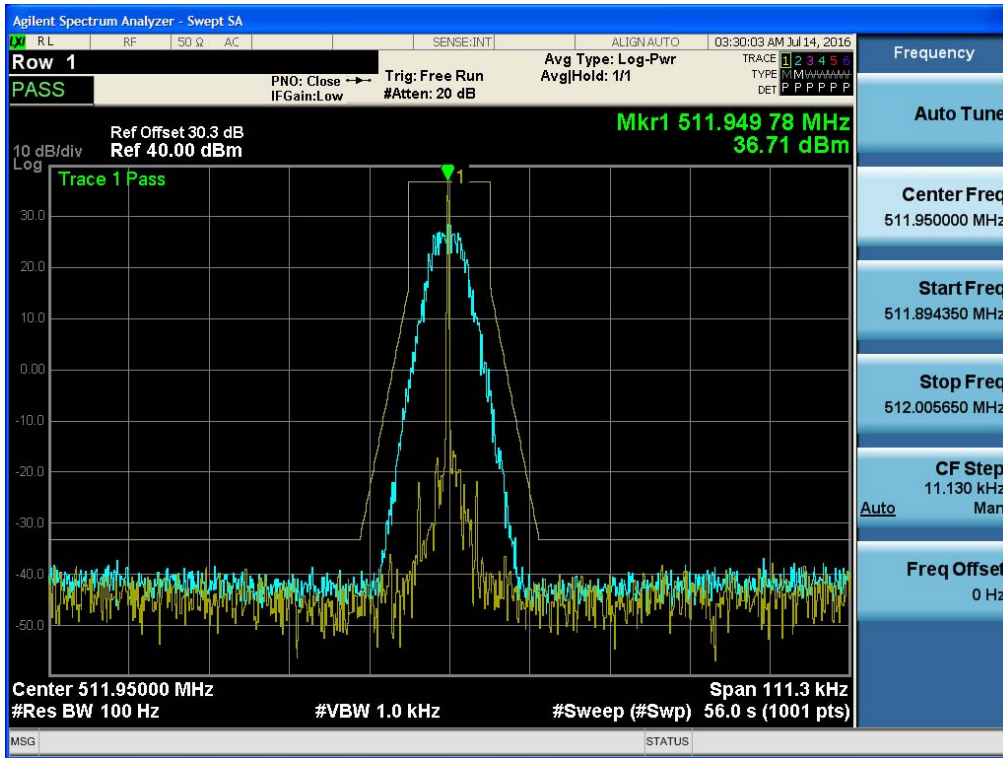 Agilent Spectrum Analyzer - Swept SA
LXI RL RF 50 Ω AC SENSE:INT ALIGN AUTO 03:30:03 AM Jul 14, 2016
Row 1
PASS
PNO: Close
IFGain:Low
Trig: Free Run
#Atten: 20 dB
Avg Type: Log-Pwr
Avg|Hold: 1/1
TRACE 1 2 3 4 5 6
TYPE M M W W W W
DET P P P P P P
Ref Offset 30.3 dB
10 dB/div Ref 40.00 dBm
Log
Mkr1 511.949 78 MHz
36.71 dBm
Trace 1 Pass
1
30.0
20.0
10.0
0.00
-10.0
-20.0
-30.0
-40.0
-50.0
Center 511.95000 MHz Span 111.3 kHz
#Res BW 100 Hz #VBW 1.0 kHz #Sweep (#Swp) 56.0 s (1001 pts)
MSG STATUS
Frequency
Auto Tune
Center Freq
511.950000 MHz
Start Freq
511.894350 MHz
Stop Freq
512.005650 MHz
CF Step
11.130 kHz
Auto Man
Freq Offset
0 Hz